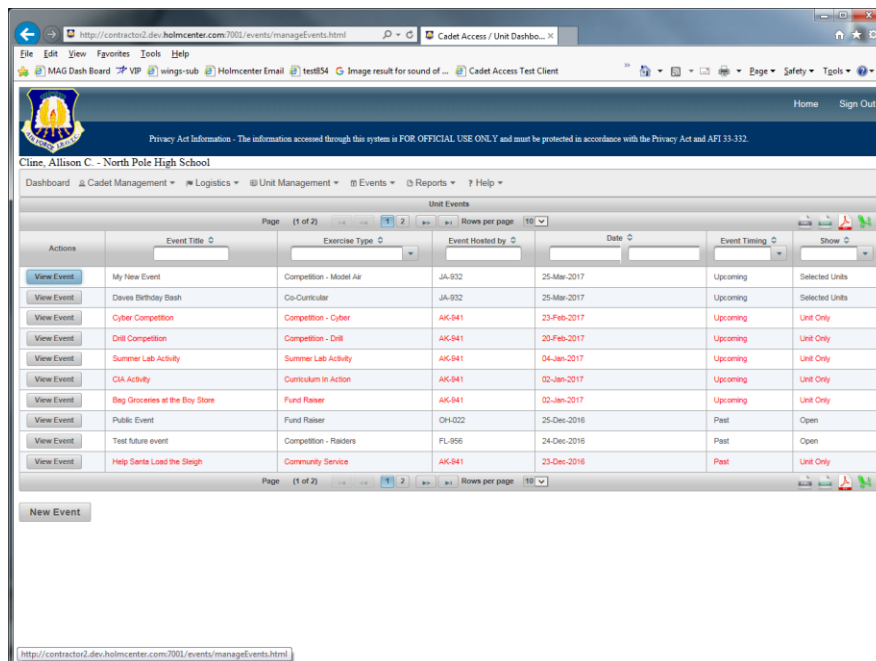 http://contractor2.dev.holmcenter.com:7001/events/manageEvents.html
Cadet Access / Unit Dashbo...
File Edit View Favorites Tools Help
MAG Dash Board VIP wings-sub Holmcenter Email test854 Image result for sound of ... Cadet Access Test Client Page Safety Tools
Home Sign Out
Privacy Act Information - The information accessed through this system is FOR OFFICIAL USE ONLY and must be protected in accordance with the Privacy Act and AFI 33-332.
Cline, Allison C. - North Pole High School
Dashboard Cadet Management Logistics Unit Management Events Reports ? Help
Unit Events
Page (1 of 2) 1 2 Rows per page 10
Actions Event Title Exercise Type Event Hosted by Date Event Timing Show
View Event My New Event Competition - Model Air JA-932 25-Mar-2017 Upcoming Selected Units
View Event Daves Birthday Bash Co-Curricular JA-932 25-Mar-2017 Upcoming Selected Units
View Event Cyber Competition Competition - Cyber AK-941 23-Feb-2017 Upcoming Unit Only
View Event Drill Competition Competition - Drill AK-941 20-Feb-2017 Upcoming Unit Only
View Event Summer Lab Activity Summer Lab Activity AK-941 04-Jan-2017 Upcoming Unit Only
View Event CIA Activity Curriculum In Action AK-941 02-Jan-2017 Upcoming Unit Only
View Event Bag Groceries at the Boy Store Fund Raiser AK-941 02-Jan-2017 Upcoming Unit Only
View Event Public Event Fund Raiser OH-022 25-Dec-2016 Past Open
View Event Test future event Competition - Raiders FL-956 24-Dec-2016 Past Open
View Event Help Santa Load the Sleigh Community Service AK-941 23-Dec-2016 Past Unit Only
Page (1 of 2) 1 2 Rows per page 10
New Event
http://contractor2.dev.holmcenter.com:7001/events/manageEvents.html